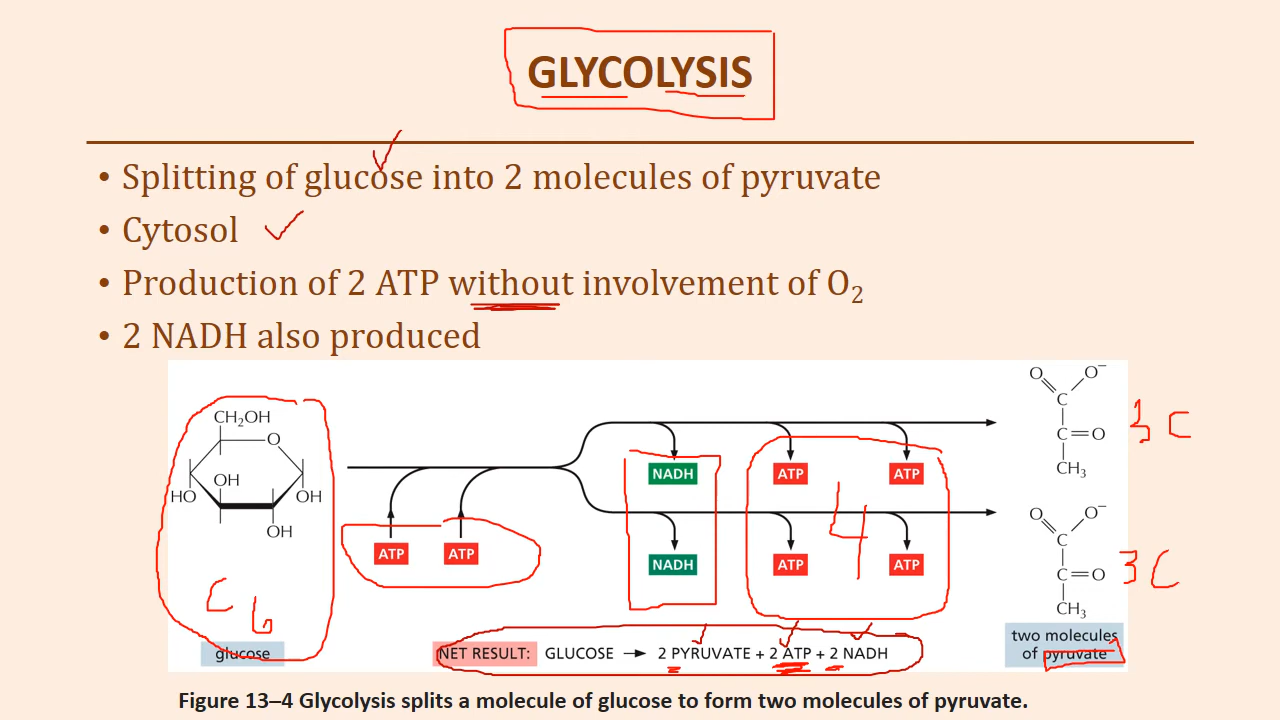 GLYCOLYSIS
• Splitting of glucose into 2 molecules of pyruvate
• Cytosol
• Production of 2 ATP without involvement of O₂
• 2 NADH also produced
CH₂OH
O
OH
HO
OH
OH
C6
glucose
ATP
ATP
NADH
ATP
ATP
4
NADH
ATP
ATP
O
O⁻
C
C=O
CH₃
3C
O
O⁻
C
C=O
CH₃
3C
NET RESULT: GLUCOSE → 2 PYRUVATE + 2 ATP + 2 NADH
two molecules
of pyruvate
Figure 13–4 Glycolysis splits a molecule of glucose to form two molecules of pyruvate.